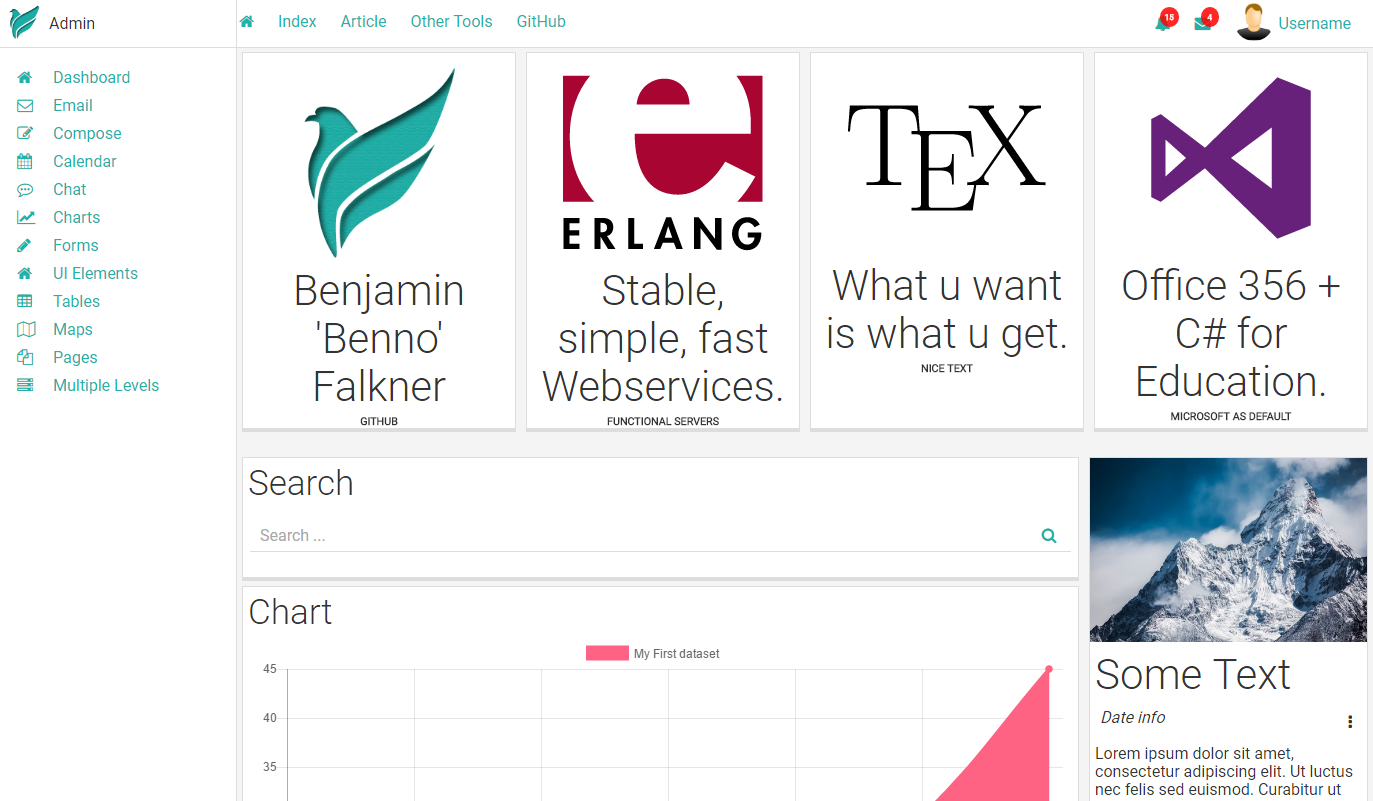 Admin
Index Article Other Tools GitHub
15 4 Username
Dashboard
Email
Compose
Calendar
Chat
Charts
Forms
UI Elements
Tables
Maps
Pages
Multiple Levels
Benjamin
'Benno'
Falkner
GITHUB
e
ERLANG
Stable,
simple, fast
Webservices.
FUNCTIONAL SERVERS
TEX
What u want
is what u get.
NICE TEXT
Office 356 +
C# for
Education.
MICROSOFT AS DEFAULT
Search
Search ...
Chart
My First dataset
45
40
35
Some Text
Date info
Lorem ipsum dolor sit amet,
consectetur adipiscing elit. Ut luctus
nec felis sed euismod. Curabitur ut